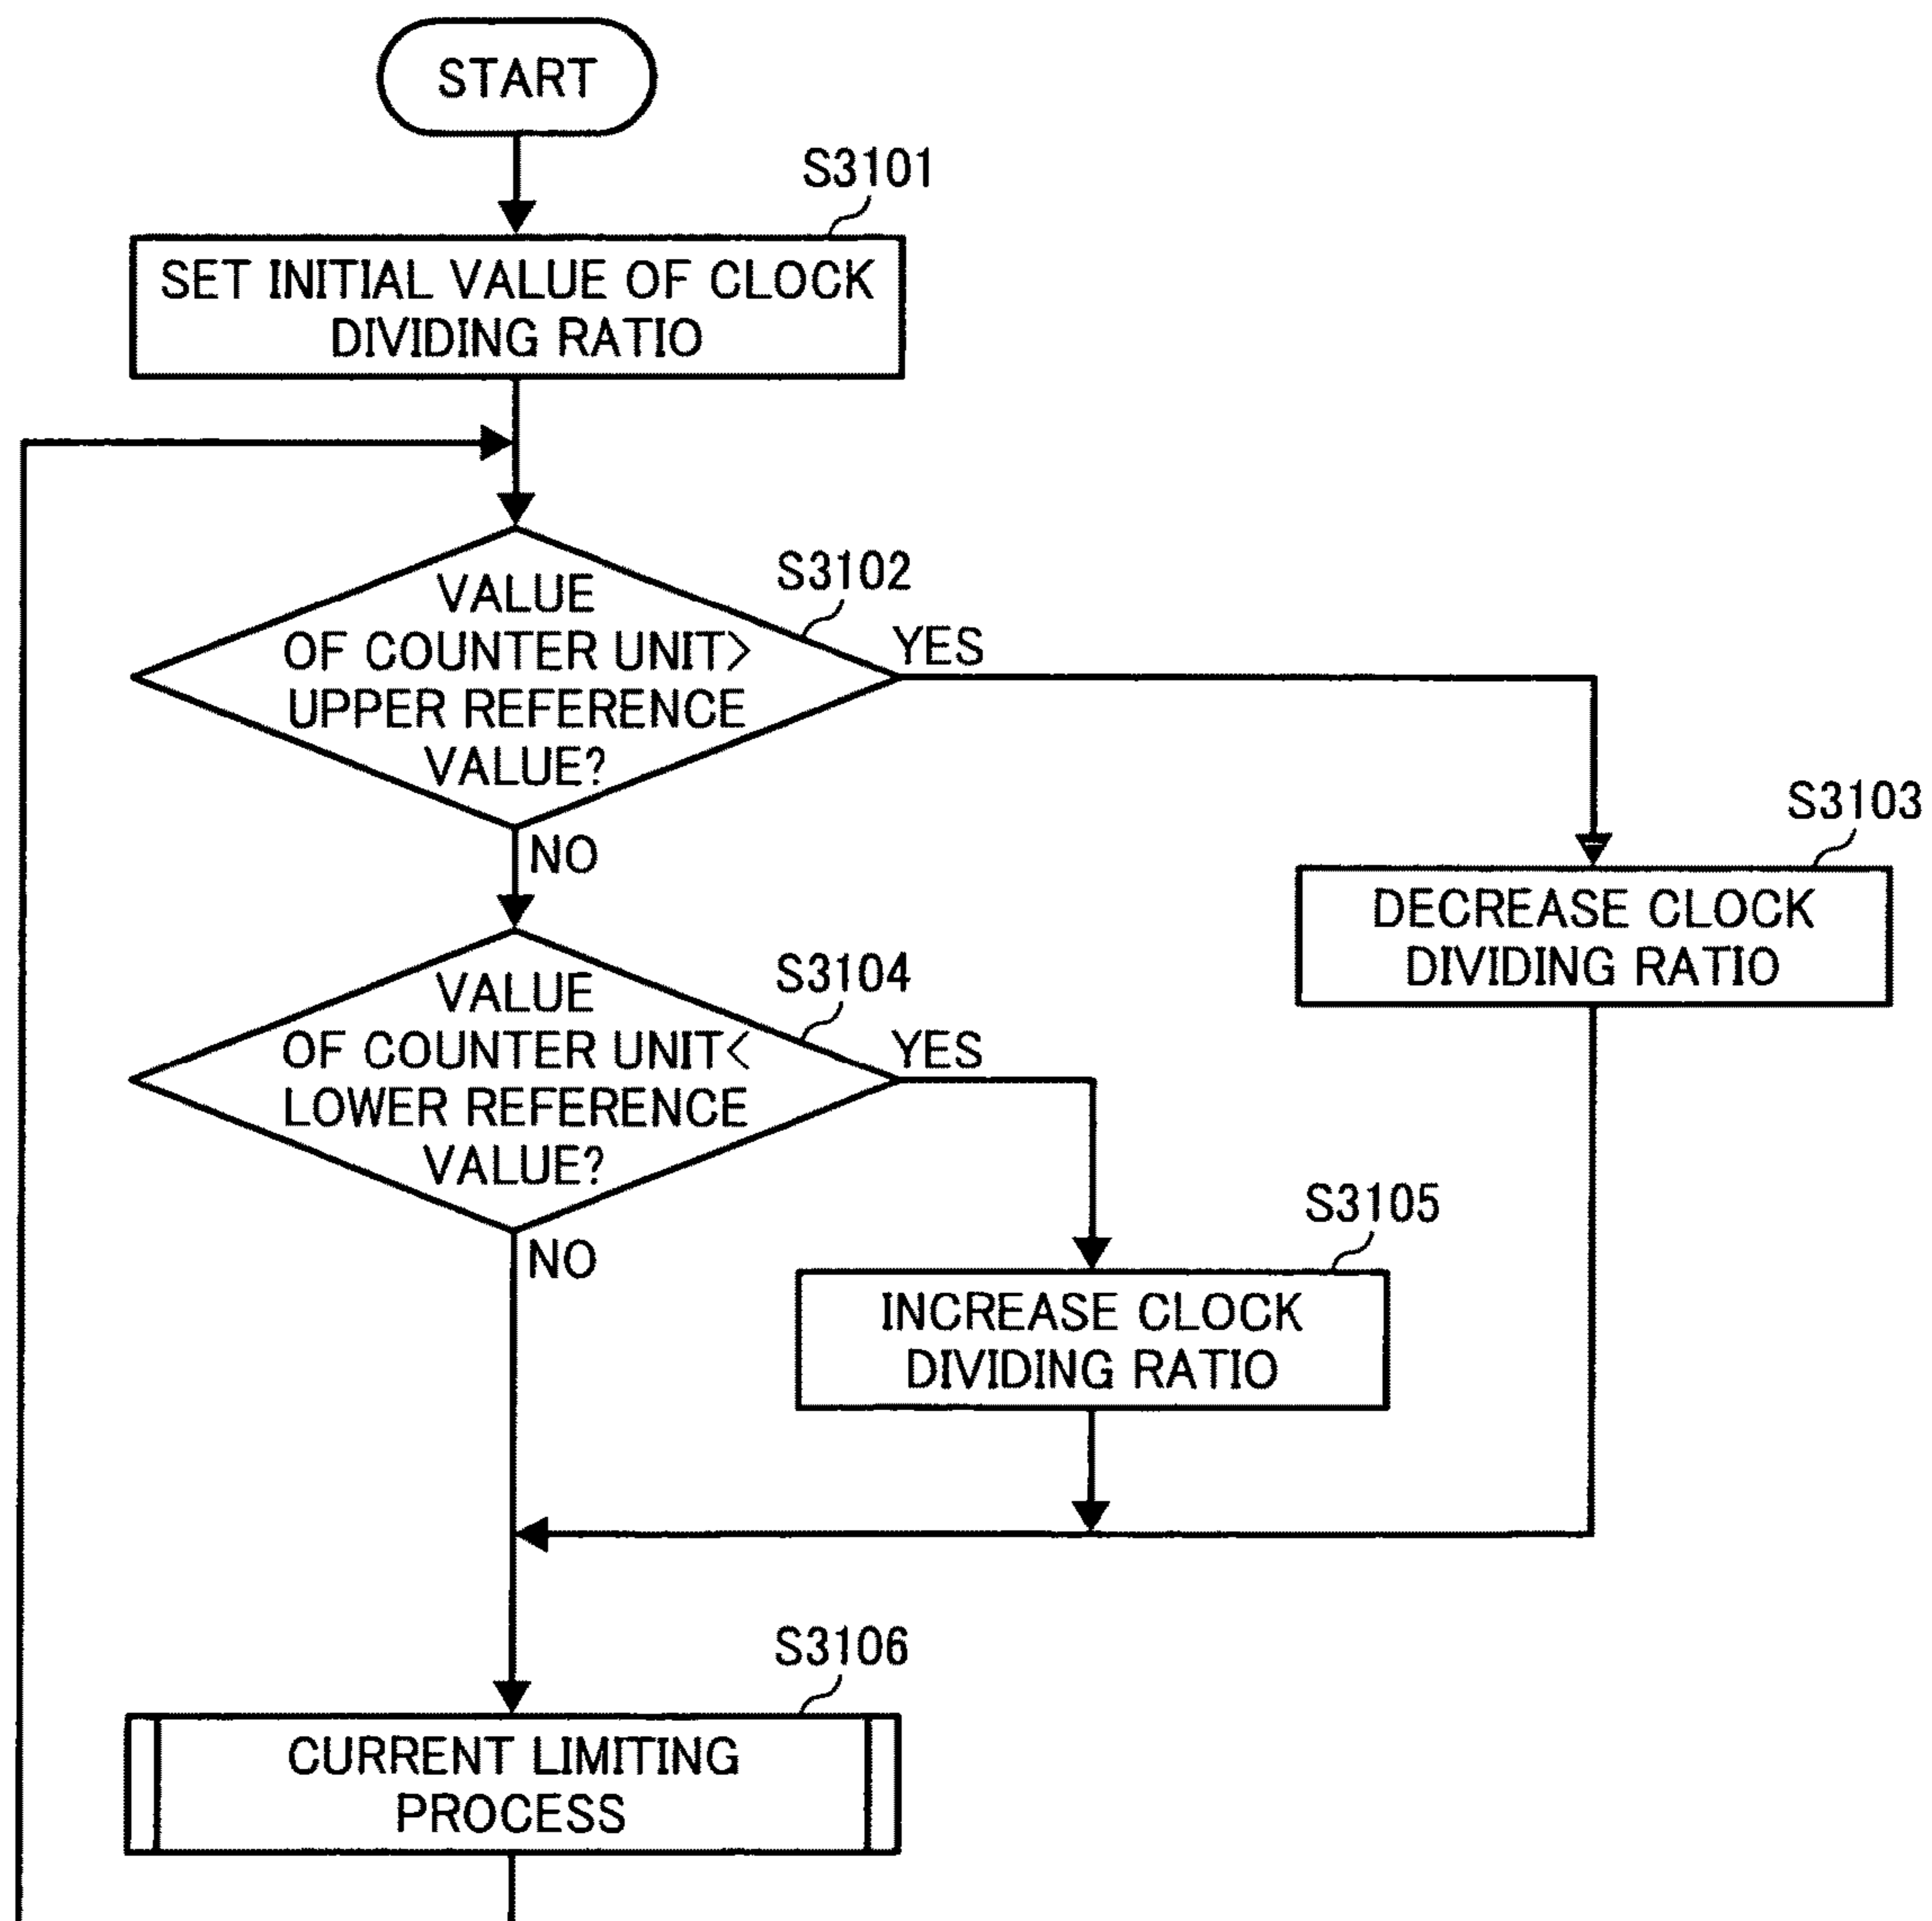 START
S3101
SET INITIAL VALUE OF CLOCK
DIVIDING RATIO
S3102
VALUE
OF COUNTER UNIT>
UPPER REFERENCE
VALUE?
YES
NO
S3103
DECREASE CLOCK
DIVIDING RATIO
S3104
VALUE
OF COUNTER UNIT<
LOWER REFERENCE
VALUE?
YES
NO
S3105
INCREASE CLOCK
DIVIDING RATIO
S3106
CURRENT LIMITING
PROCESS